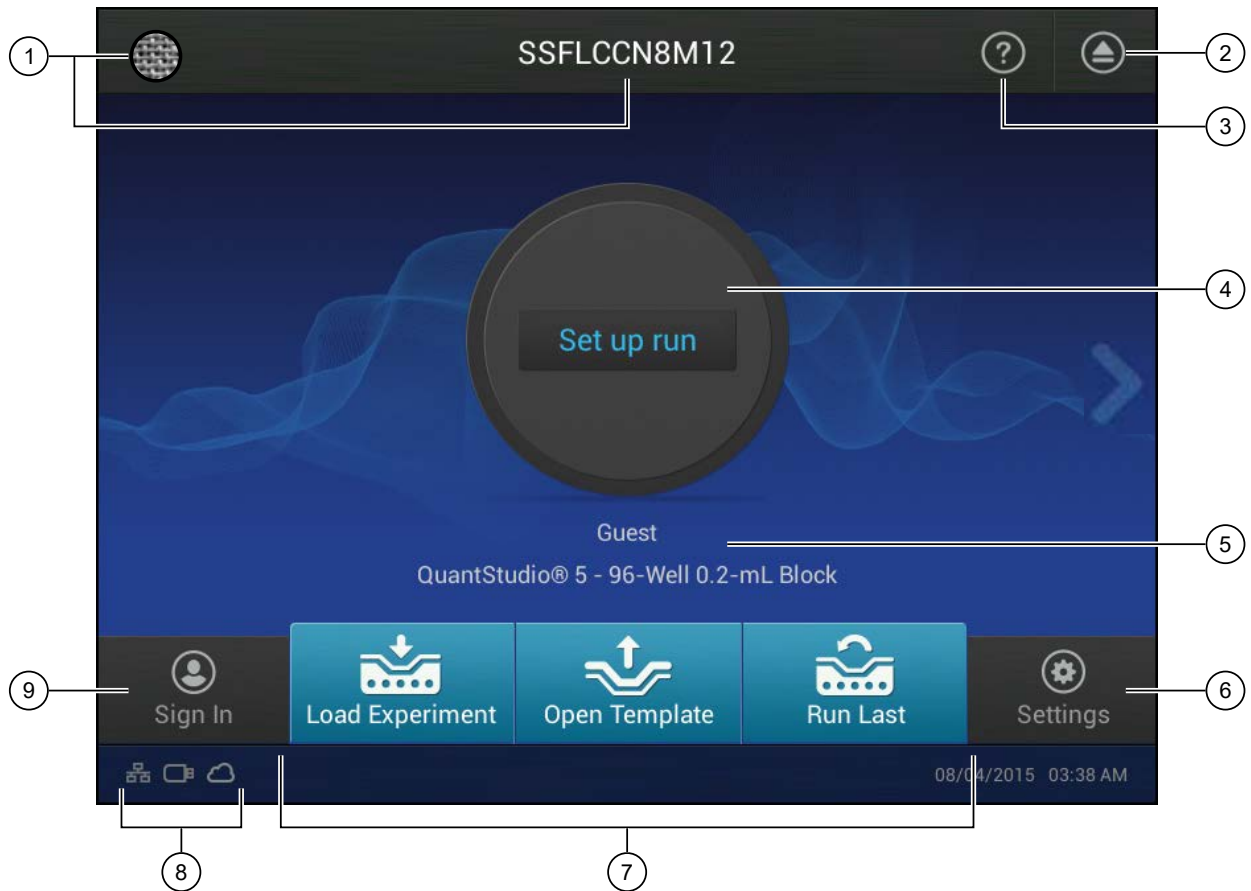 1
SSFLCCN8M12
?
2
3
4
Set up run
Guest
5
QuantStudio® 5 - 96-Well 0.2-mL Block
9
Sign In
Load Experiment
Open Template
Run Last
Settings
6
08/04/2015 03:38 AM
8
7